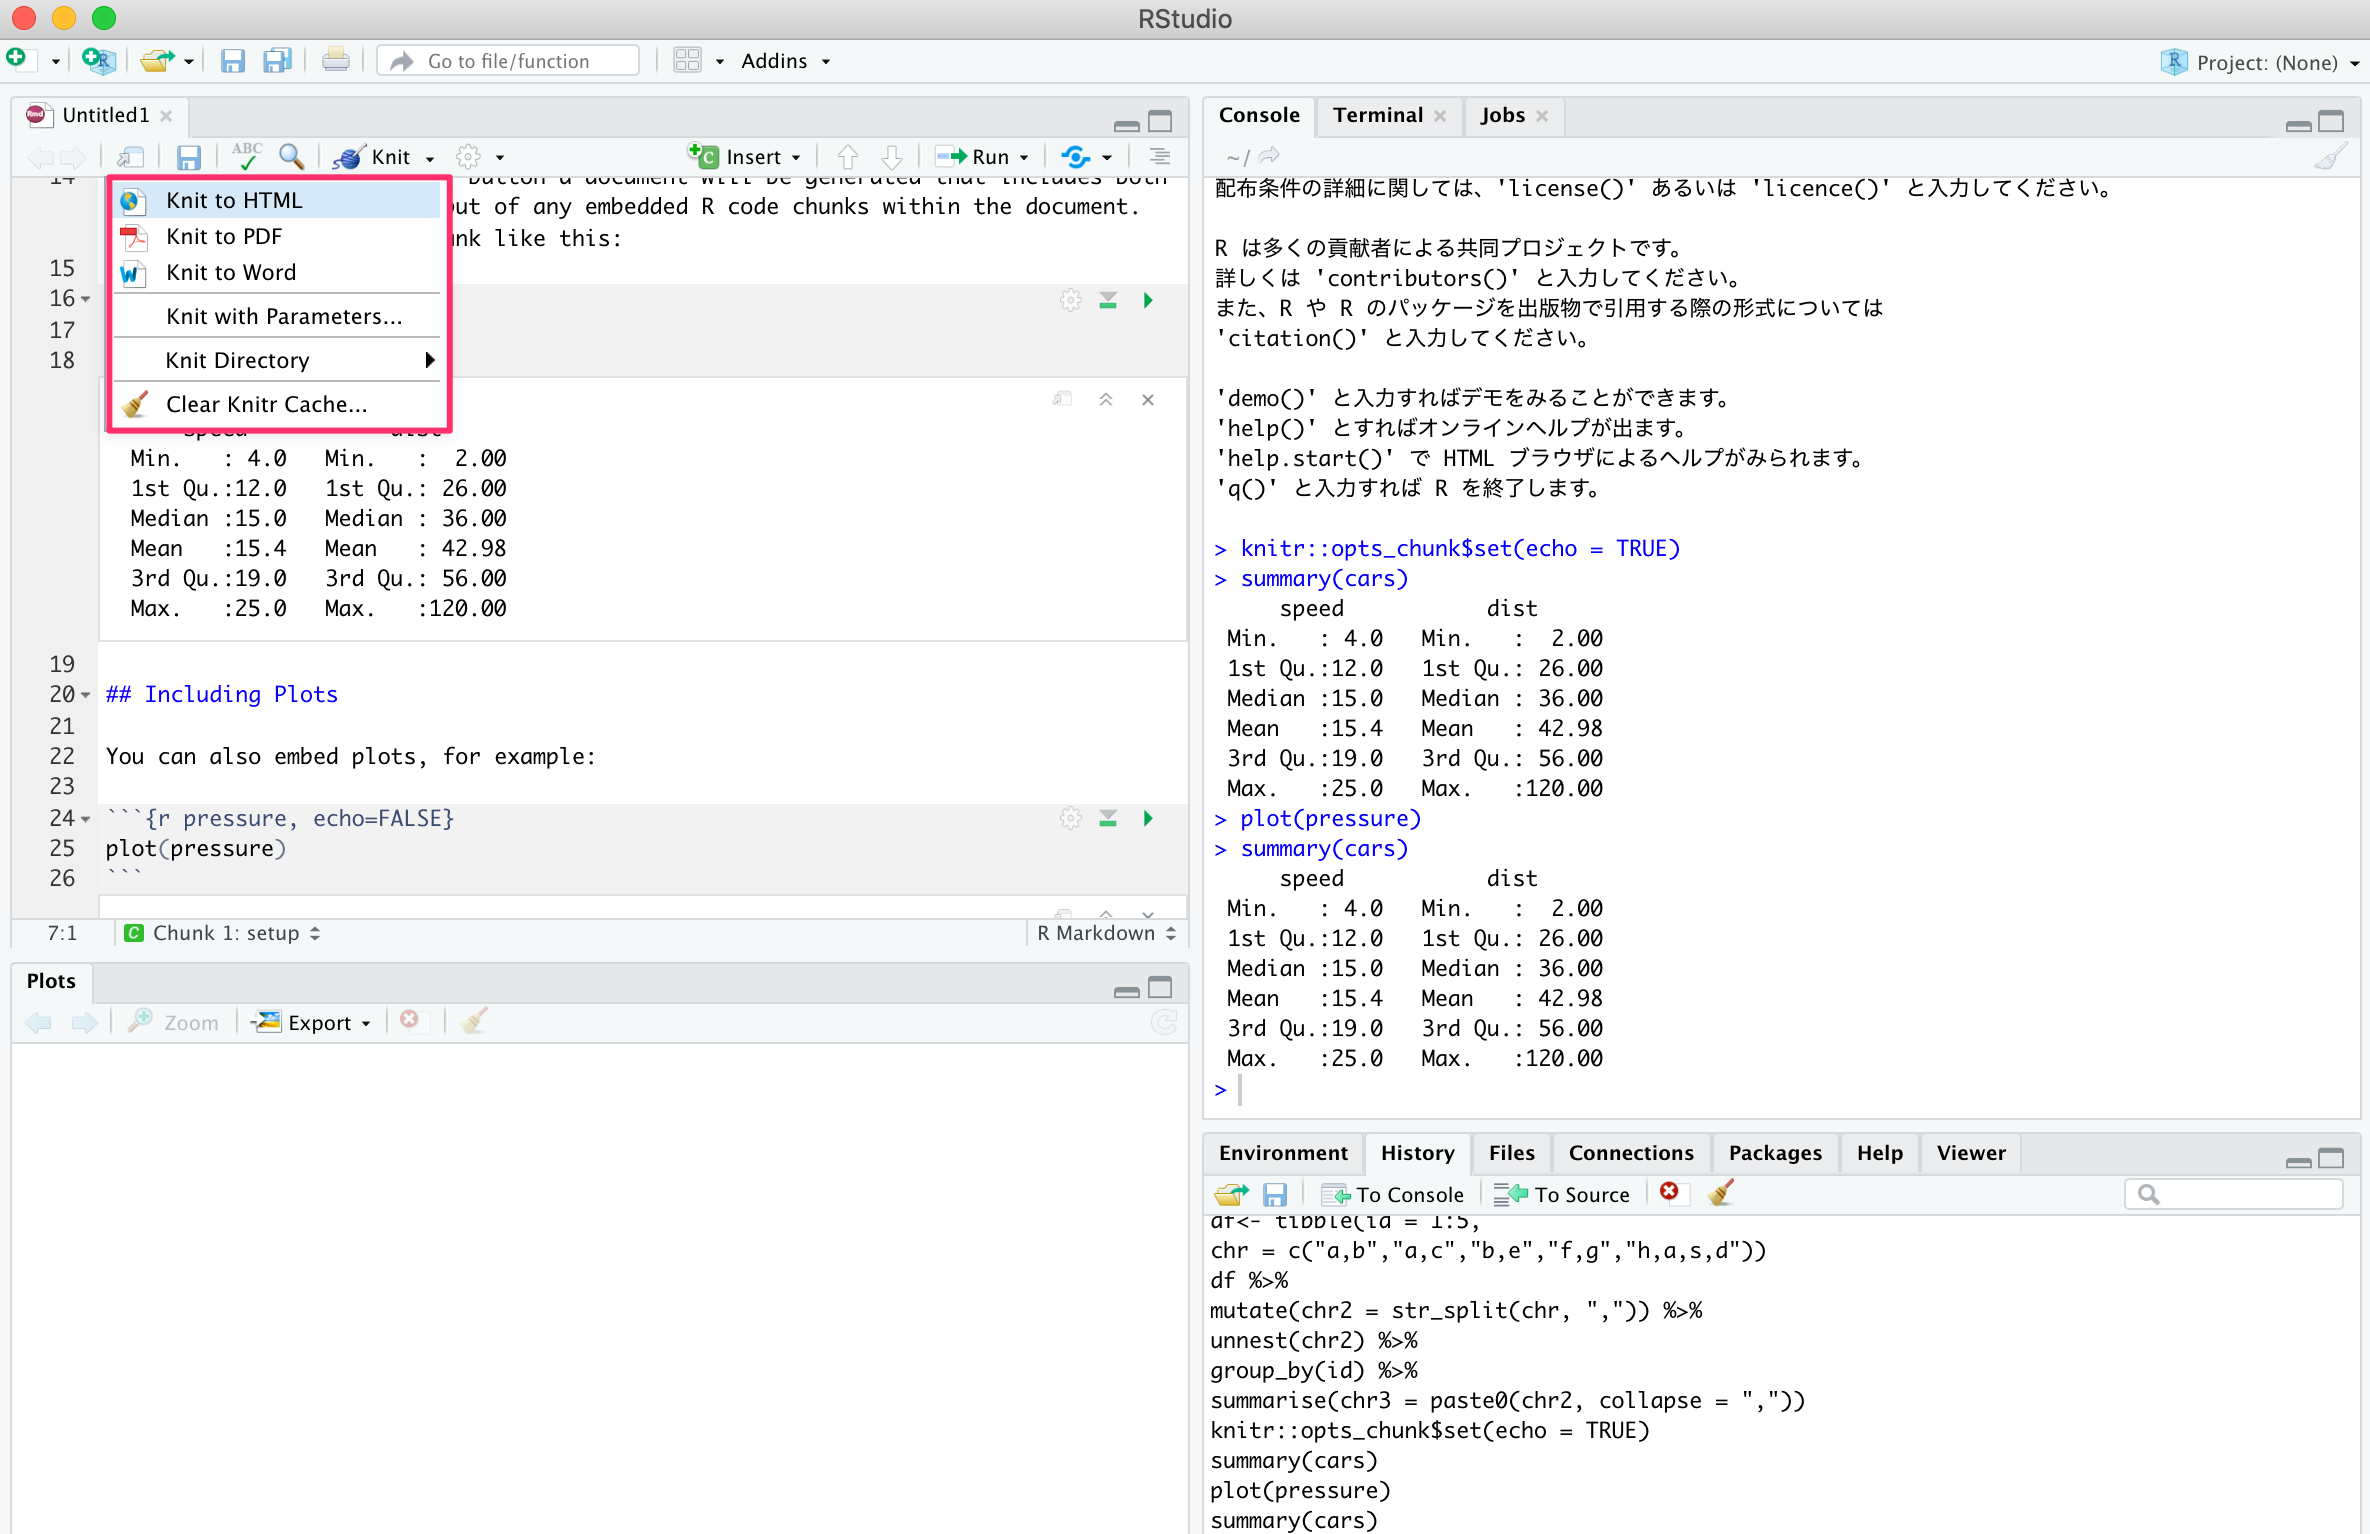 RStudio
Go to file/function
Addins
Project: (None)
Untitled1
ABC
Knit
Insert
Run
14 button a document will be generated that includes both
Knit to HTML
Knit to PDF
Knit to Word
Knit with Parameters...
Knit Directory
Clear Knitr Cache...
out of any embedded R code chunks within the document.
unk like this:
15
16
17
18
speed dist
Min.   : 4.0   Min.   :  2.00
1st Qu.:12.0   1st Qu.: 26.00
Median :15.0   Median : 36.00
Mean   :15.4   Mean   : 42.98
3rd Qu.:19.0   3rd Qu.: 56.00
Max.   :25.0   Max.   :120.00
19
20 ## Including Plots
21
22 You can also embed plots, for example:
23
24 ```{r pressure, echo=FALSE}
25 plot(pressure)
26 ```
7:1 C Chunk 1: setup R Markdown
Plots
Zoom Export
Console Terminal Jobs
~/
配布条件の詳細に関しては、'license()' あるいは 'licence()' と入力してください。
R は多くの貢献者による共同プロジェクトです。
詳しくは 'contributors()' と入力してください。
また、R や R のパッケージを出版物で引用する際の形式については
'citation()' と入力してください。
'demo()' と入力すればデモをみることができます。
'help()' とすればオンラインヘルプが出ます。
'help.start()' で HTML ブラウザによるヘルプがみられます。
'q()' と入力すれば R を終了します。
> knitr::opts_chunk$set(echo = TRUE)
> summary(cars)
speed dist
Min.   : 4.0   Min.   :  2.00
1st Qu.:12.0   1st Qu.: 26.00
Median :15.0   Median : 36.00
Mean   :15.4   Mean   : 42.98
3rd Qu.:19.0   3rd Qu.: 56.00
Max.   :25.0   Max.   :120.00
> plot(pressure)
> summary(cars)
speed dist
Min.   : 4.0   Min.   :  2.00
1st Qu.:12.0   1st Qu.: 26.00
Median :15.0   Median : 36.00
Mean   :15.4   Mean   : 42.98
3rd Qu.:19.0   3rd Qu.: 56.00
Max.   :25.0   Max.   :120.00
>
Environment History Files Connections Packages Help Viewer
To Console To Source
df<- tibble(id = 1:5,
chr = c("a,b","a,c","b,e","f,g","h,a,s,d"))
df %>%
mutate(chr2 = str_split(chr, ",")) %>%
unnest(chr2) %>%
group_by(id) %>%
summarise(chr3 = paste0(chr2, collapse = ","))
knitr::opts_chunk$set(echo = TRUE)
summary(cars)
plot(pressure)
summary(cars)